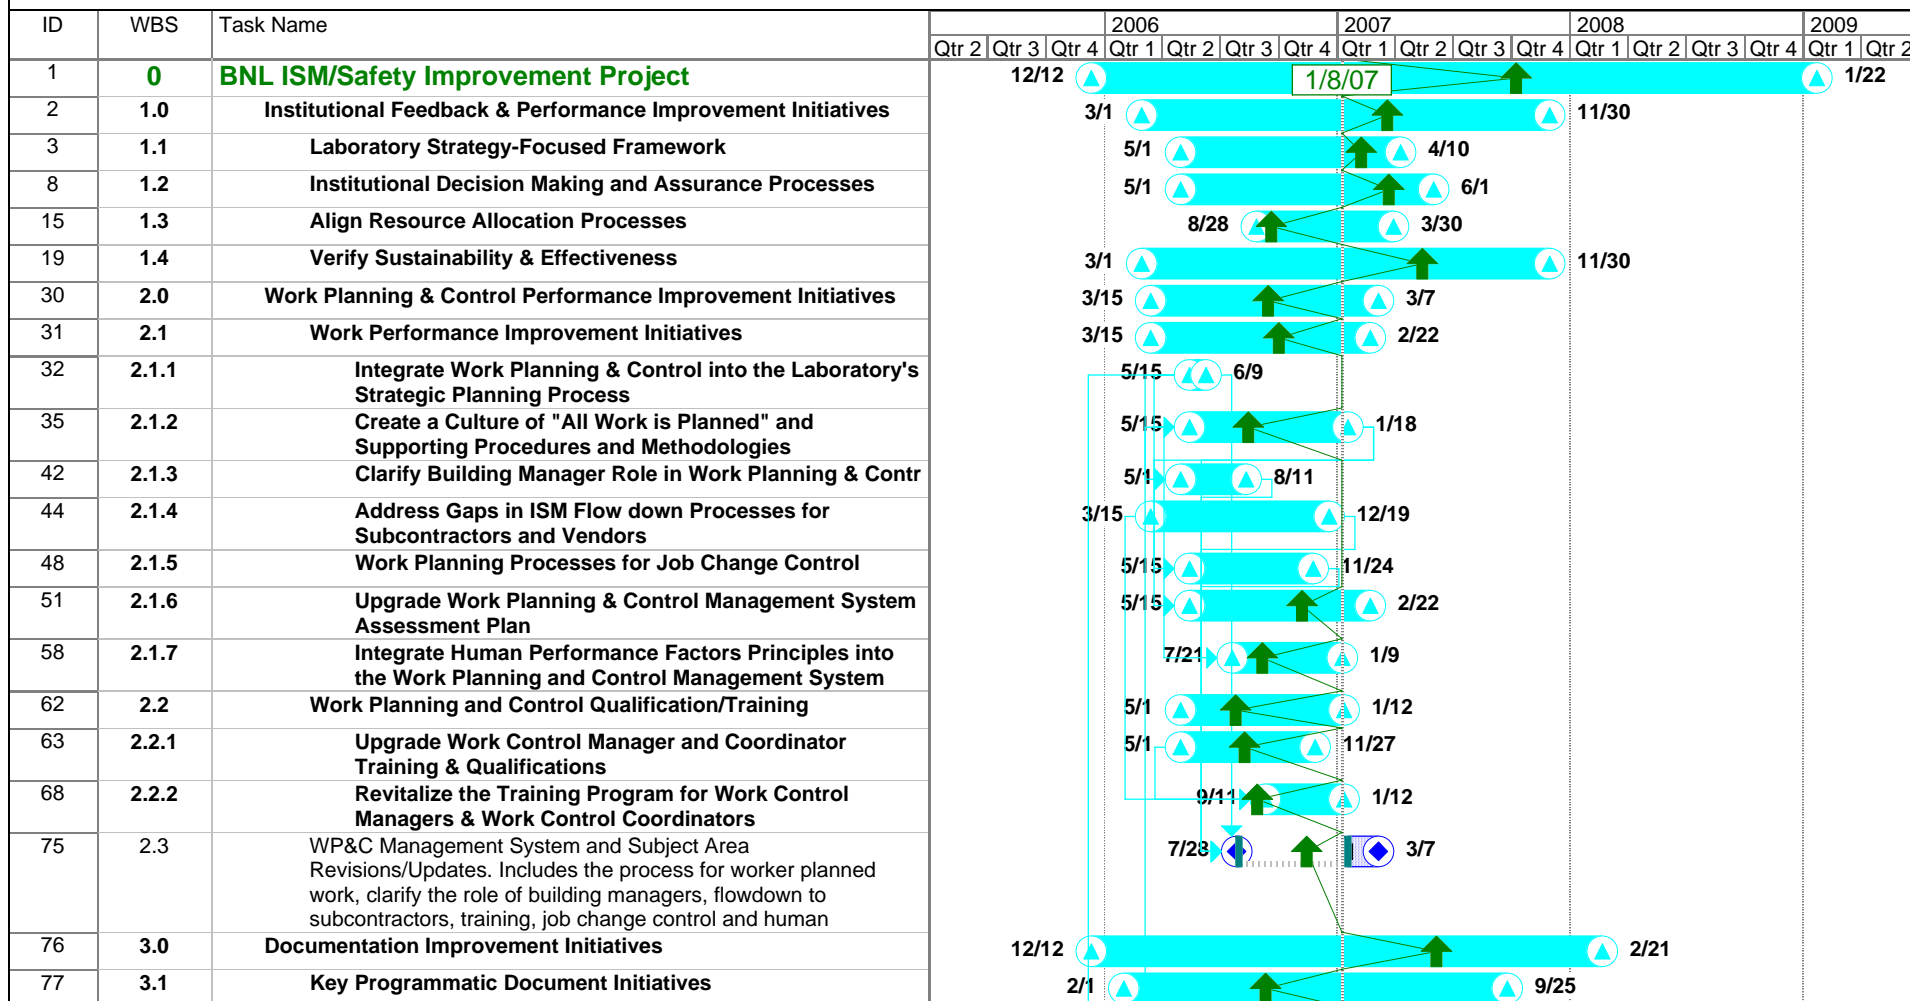 ID WBS Task Name 2006 2007 2008 2009
Qtr 2 Qtr 3 Qtr 4 Qtr 1 Qtr 2 Qtr 3 Qtr 4 Qtr 1 Qtr 2 Qtr 3 Qtr 4 Qtr 1 Qtr 2 Qtr 3 Qtr 4 Qtr 1 Qtr 2
1 0 BNL ISM/Safety Improvement Project 12/12 1/8/07 1/22
2 1.0 Institutional Feedback & Performance Improvement Initiatives 3/1 11/30
3 1.1 Laboratory Strategy-Focused Framework 5/1 4/10
8 1.2 Institutional Decision Making and Assurance Processes 5/1 6/1
15 1.3 Align Resource Allocation Processes 8/28 3/30
19 1.4 Verify Sustainability & Effectiveness 3/1 11/30
30 2.0 Work Planning & Control Performance Improvement Initiatives 3/15 3/7
31 2.1 Work Performance Improvement Initiatives 3/15 2/22
32 2.1.1 Integrate Work Planning & Control into the Laboratory's 5/15 6/9
Strategic Planning Process
35 2.1.2 Create a Culture of "All Work is Planned" and 5/15 1/18
Supporting Procedures and Methodologies
42 2.1.3 Clarify Building Manager Role in Work Planning & Contr 5/1 8/11
44 2.1.4 Address Gaps in ISM Flow down Processes for 3/15 12/19
Subcontractors and Vendors
48 2.1.5 Work Planning Processes for Job Change Control 5/15 11/24
51 2.1.6 Upgrade Work Planning & Control Management System 5/15 2/22
Assessment Plan
58 2.1.7 Integrate Human Performance Factors Principles into 7/21 1/9
the Work Planning and Control Management System
62 2.2 Work Planning and Control Qualification/Training 5/1 1/12
63 2.2.1 Upgrade Work Control Manager and Coordinator 5/1 11/27
Training & Qualifications
68 2.2.2 Revitalize the Training Program for Work Control 9/11 1/12
Managers & Work Control Coordinators
75 2.3 WP&C Management System and Subject Area 7/28 3/7
Revisions/Updates. Includes the process for worker planned
work, clarify the role of building managers, flowdown to
subcontractors, training, job change control and human
76 3.0 Documentation Improvement Initiatives 12/12 2/21
77 3.1 Key Programmatic Document Initiatives 2/1 9/25